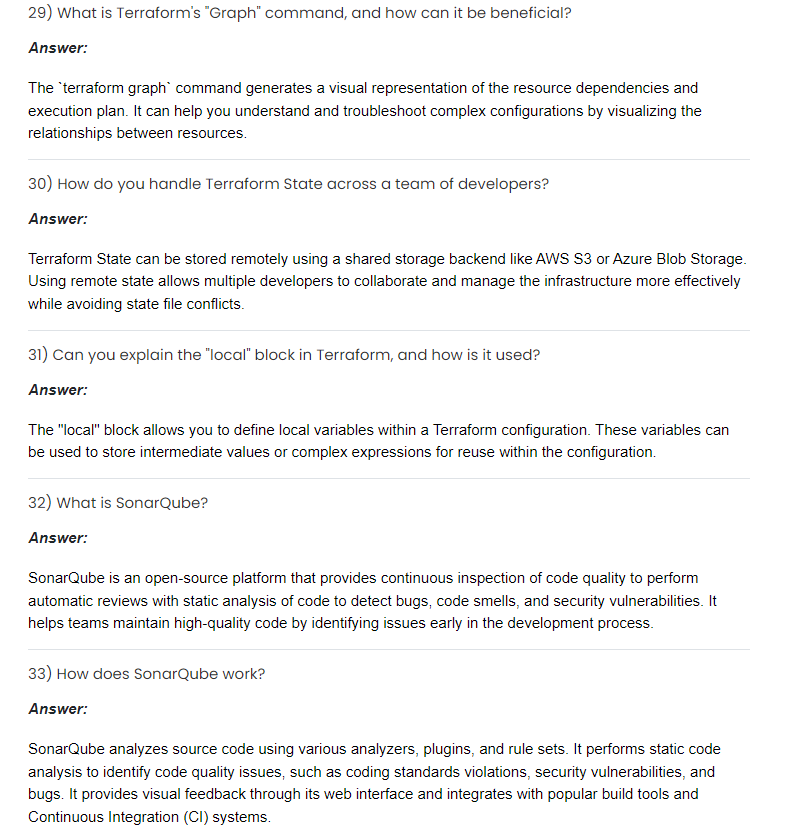 29) What is Terraform's "Graph" command, and how can it be beneficial?
Answer:
The `terraform graph` command generates a visual representation of the resource dependencies and
execution plan. It can help you understand and troubleshoot complex configurations by visualizing the
relationships between resources.
30) How do you handle Terraform State across a team of developers?
Answer:
Terraform State can be stored remotely using a shared storage backend like AWS S3 or Azure Blob Storage.
Using remote state allows multiple developers to collaborate and manage the infrastructure more effectively
while avoiding state file conflicts.
31) Can you explain the "local" block in Terraform, and how is it used?
Answer:
The "local" block allows you to define local variables within a Terraform configuration. These variables can
be used to store intermediate values or complex expressions for reuse within the configuration.
32) What is SonarQube?
Answer:
SonarQube is an open-source platform that provides continuous inspection of code quality to perform
automatic reviews with static analysis of code to detect bugs, code smells, and security vulnerabilities. It
helps teams maintain high-quality code by identifying issues early in the development process.
33) How does SonarQube work?
Answer:
SonarQube analyzes source code using various analyzers, plugins, and rule sets. It performs static code
analysis to identify code quality issues, such as coding standards violations, security vulnerabilities, and
bugs. It provides visual feedback through its web interface and integrates with popular build tools and
Continuous Integration (CI) systems.